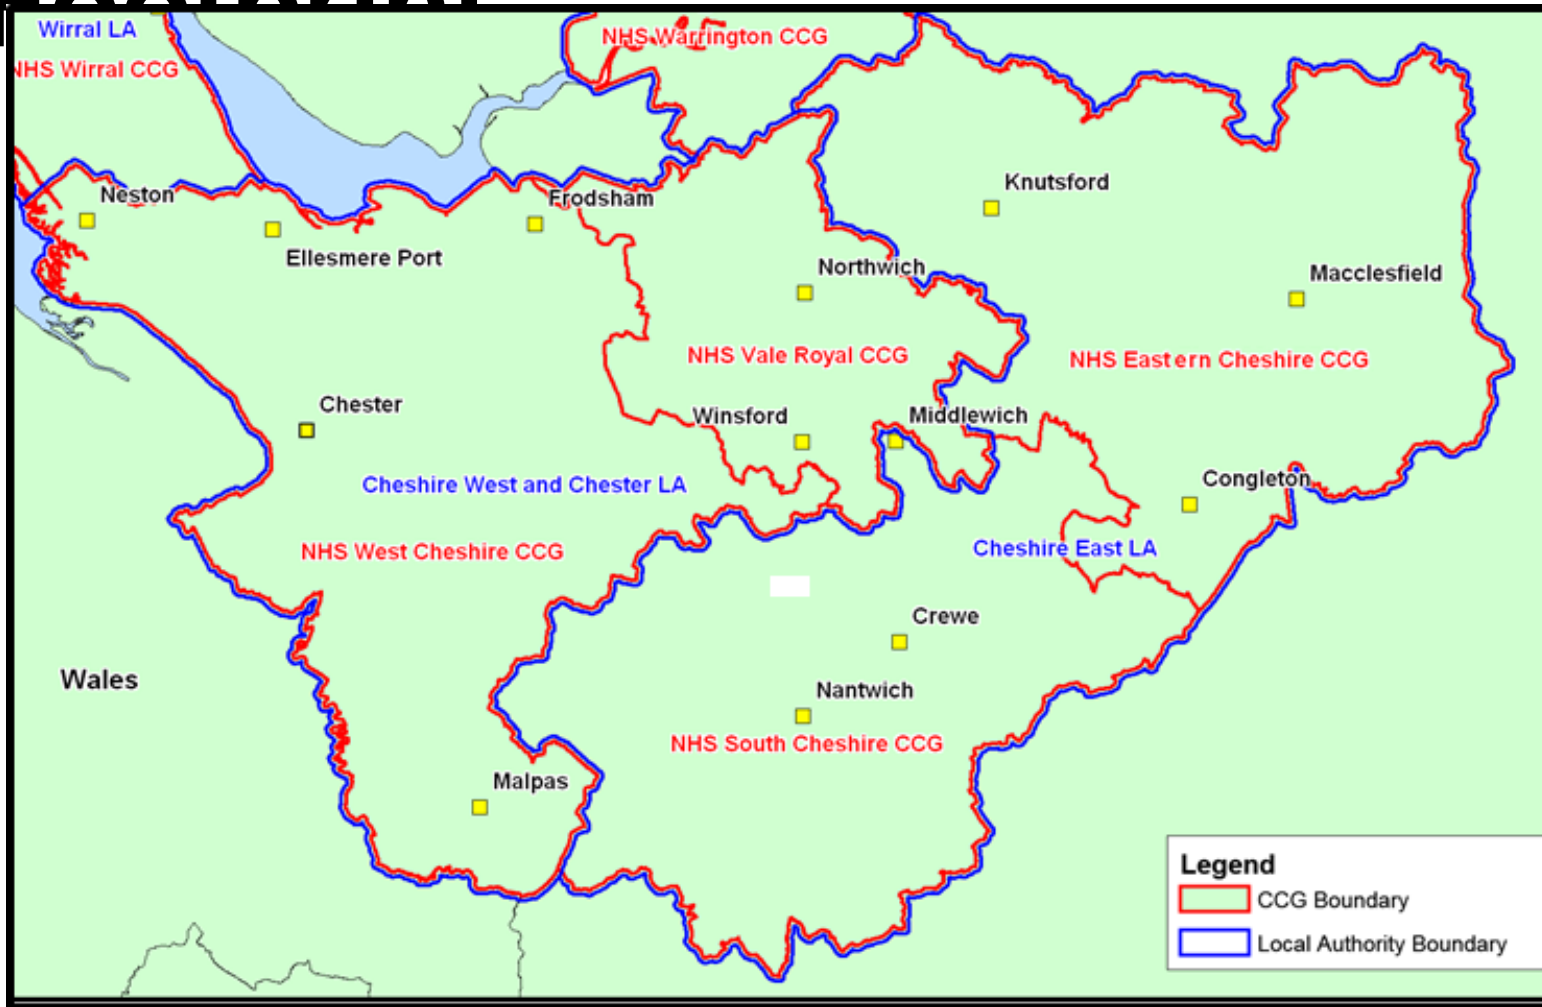 Wirral LA
NHS Warrington CCG
NHS Wirral CCG
Knutsford
Neston
Frodsham
Ellesmere Port
Northwich
Macclesfield
NHS Vale Royal CCG
NHS Eastern Cheshire CCG
Chester
Winsford
Middlewich
Congleton
Cheshire West and Chester LA
Cheshire East LA
NHS West Cheshire CCG
Crewe
Wales
Nantwich
NHS South Cheshire CCG
Malpas
Legend
CCG Boundary
Local Authority Boundary